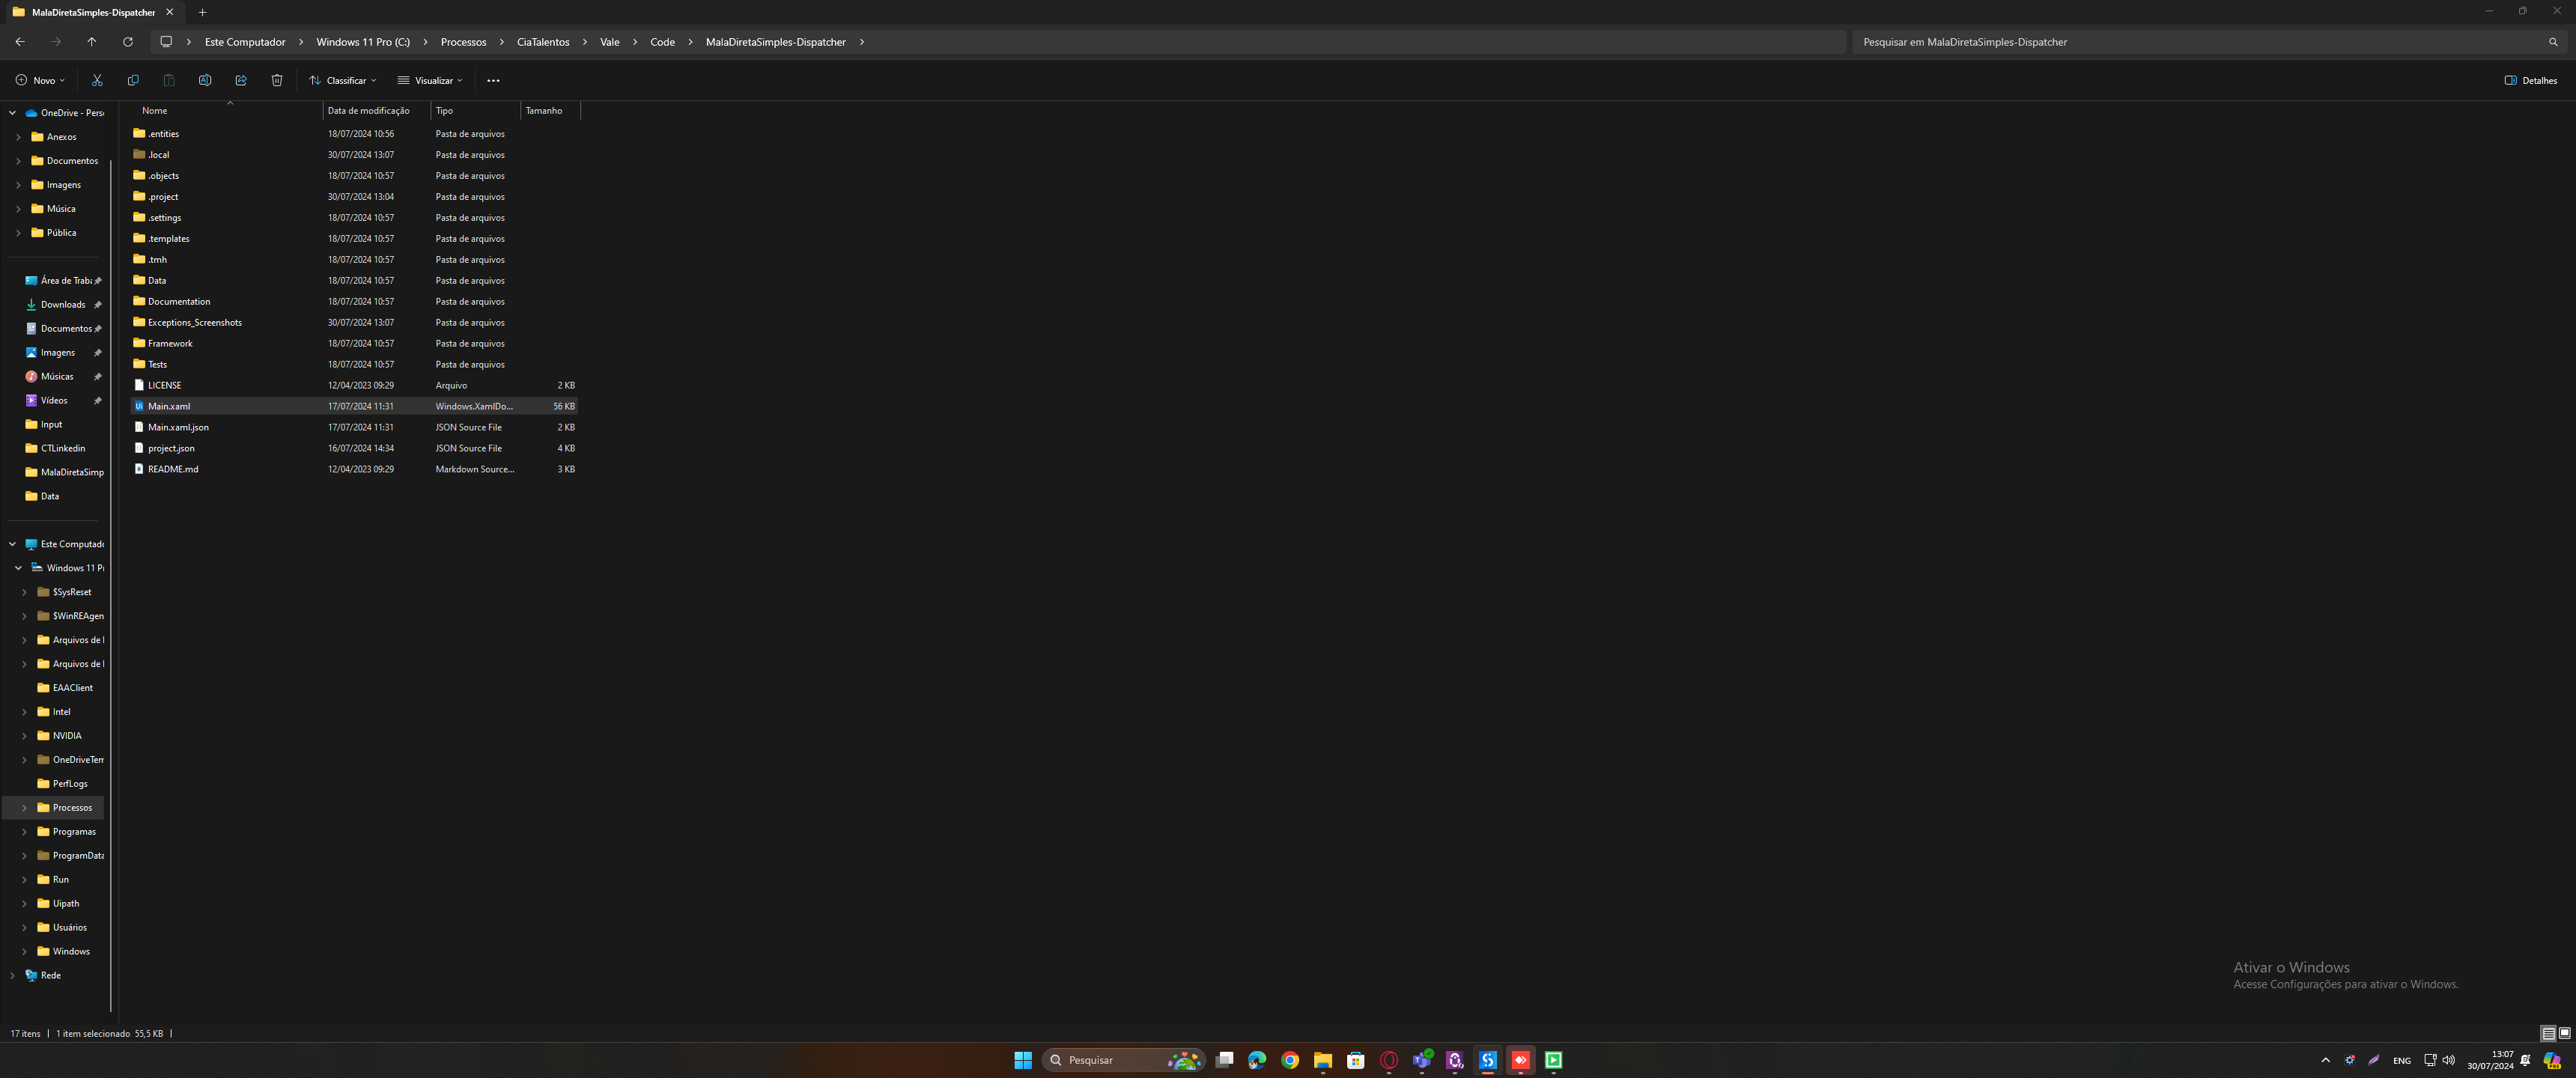 MalaDiretaSimples-Dispatcher
Este Computador > Windows 11 Pro (C:) > Processos > CiaTalentos > Vale > Code > MalaDiretaSimples-Dispatcher >
Pesquisar em MalaDiretaSimples-Dispatcher
Novo
Classificar
Visualizar
Detalhes
OneDrive - Pers
Anexos
Documentos
Imagens
Música
Pública
Área de Traba
Downloads
Documentos
Imagens
Músicas
Vídeos
Input
CTLinkedin
MalaDiretaSimp
Data
Este Computado
Windows 11 Pr
$SysReset
$WinREAgen
Arquivos de
Arquivos de
EAAClient
Intel
NVIDIA
OneDriveTem
PerfLogs
Processos
Programas
ProgramData
Run
Uipath
Usuários
Windows
Rede
Nome Data de modificação Tipo Tamanho
.entities 18/07/2024 10:56 Pasta de arquivos
.local 30/07/2024 13:07 Pasta de arquivos
.objects 18/07/2024 10:57 Pasta de arquivos
.project 30/07/2024 13:04 Pasta de arquivos
.settings 18/07/2024 10:57 Pasta de arquivos
.templates 18/07/2024 10:57 Pasta de arquivos
.tmh 18/07/2024 10:57 Pasta de arquivos
Data 18/07/2024 10:57 Pasta de arquivos
Documentation 18/07/2024 10:57 Pasta de arquivos
Exceptions_Screenshots 30/07/2024 13:07 Pasta de arquivos
Framework 18/07/2024 10:57 Pasta de arquivos
Tests 18/07/2024 10:57 Pasta de arquivos
LICENSE 12/04/2023 09:29 Arquivo 2 KB
Main.xaml 17/07/2024 11:31 Windows.XamlDo... 56 KB
Main.xaml.json 17/07/2024 11:31 JSON Source File 2 KB
project.json 16/07/2024 14:34 JSON Source File 4 KB
README.md 12/04/2023 09:29 Markdown Source... 3 KB
Ativar o Windows
Acesse Configurações para ativar o Windows.
17 itens | 1 item selecionado 55,5 KB |
Pesquisar
ENG
13:07
30/07/2024